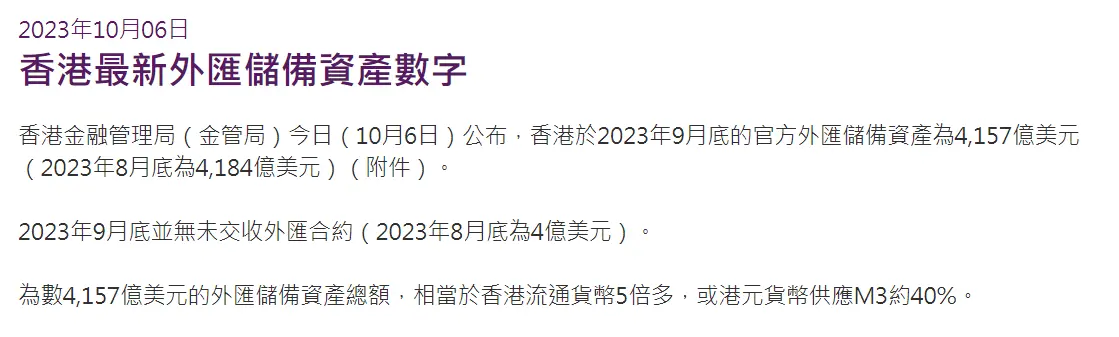 2023年10月06日
香港最新外匯儲備資產數字
香港金融管理局（金管局）今日（10月6日）公布，香港於2023年9月底的官方外匯儲備資產為4,157億美元
（2023年8月底為4,184億美元）（附件）。
2023年9月底並無未交收外匯合約（2023年8月底為4億美元）。
為數4,157億美元的外匯儲備資產總額，相當於香港流通貨幣5倍多，或港元貨幣供應M3約40%。